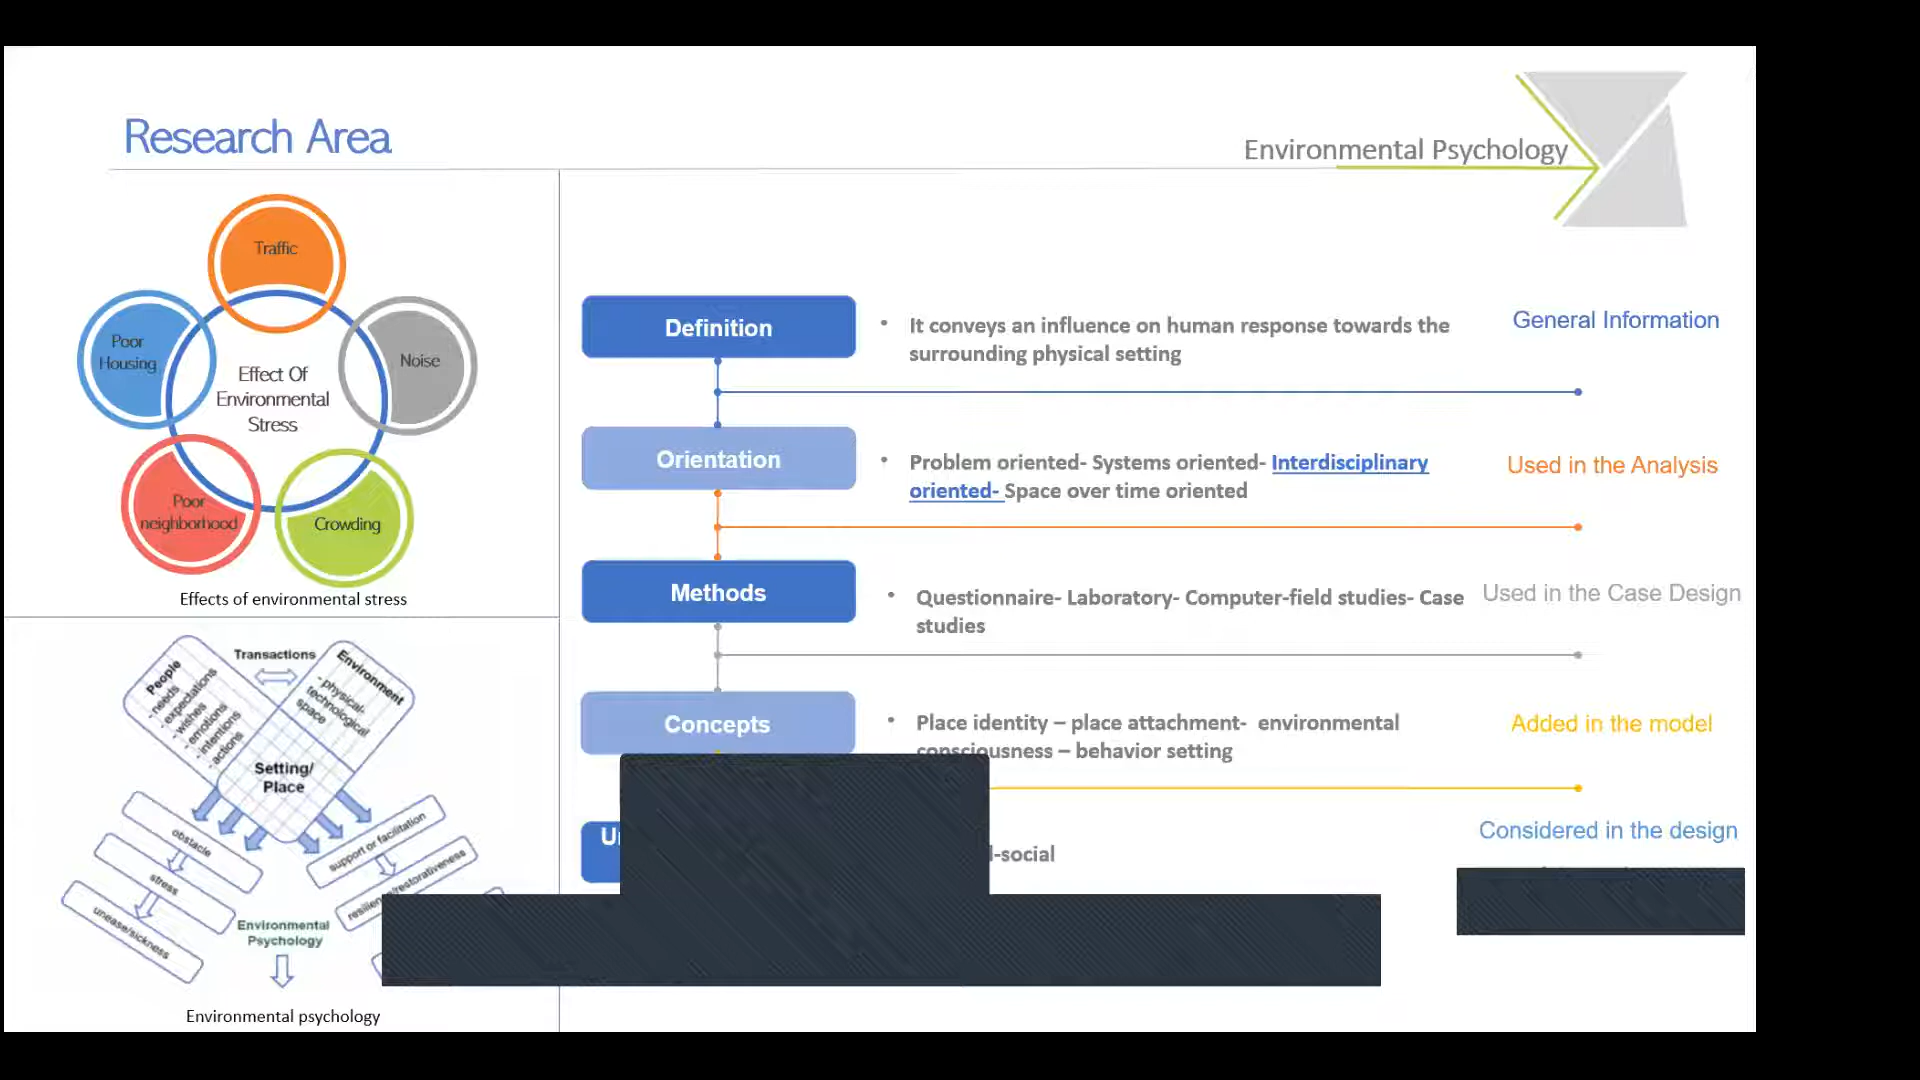 Research Area
Environmental Psychology
Traffic
Poor
Housing
Noise
Effect Of
Environmental
Stress
Poor
neighborhood
Crowding
Effects of environmental stress
Transactions
People
- needs
- expectations
- wishes
- emotions
- intentions
- actions
Environment
- physical-
technological
space
Setting/
Place
obstacle
stress
unease/sickness
support or facilitation
Environmental
Psychology
Environmental psychology
Definition
• It conveys an influence on human response towards the
surrounding physical setting
General Information
Orientation
• Problem oriented- Systems oriented- Interdisciplinary
oriented- Space over time oriented
Used in the Analysis
Methods
• Questionnaire- Laboratory- Computer-field studies- Case
studies
Used in the Case Design
Concepts
• Place identity – place attachment- environmental
consciousness – behavior setting
Added in the model
-social
Considered in the design